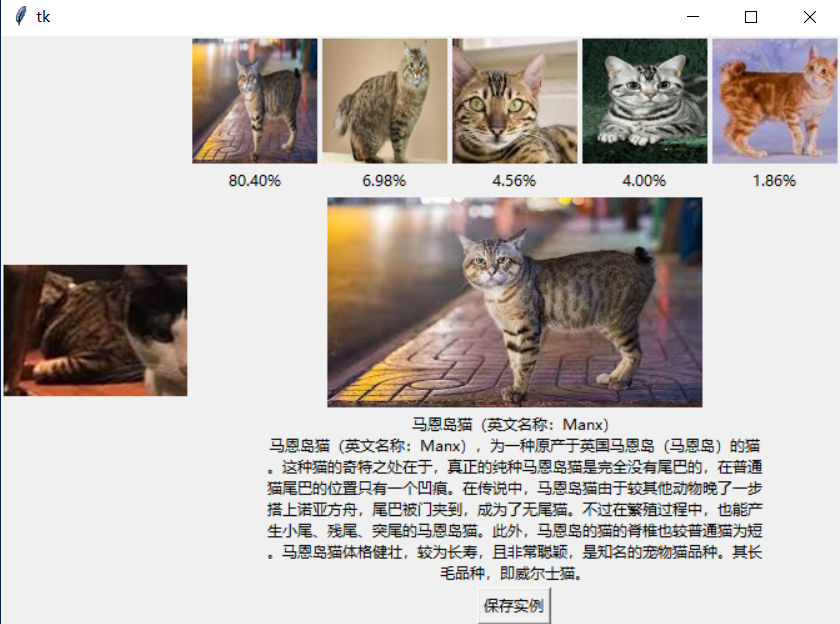 tk
80.40% 6.98% 4.56% 4.00% 1.86%
马恩岛猫（英文名称：Manx）
马恩岛猫（英文名称：Manx），为一种原产于英国马恩岛（马恩岛）的猫
。这种猫的奇特之处在于，真正的纯种马恩岛猫是完全没有尾巴的，在普通
猫尾巴的位置只有一个凹痕。在传说中，马恩岛猫由于较其他动物晚了一步
搭上诺亚方舟，尾巴被门夹到，成为了无尾猫。不过在繁殖过程中，也能产
生小尾、残尾、突尾的马恩岛猫。此外，马恩岛的猫的脊椎也较普通猫为短
。马恩岛猫体格健壮，较为长寿，且非常聪颖，是知名的宠物猫品种。其长
毛品种，即威尔士猫。
保存实例